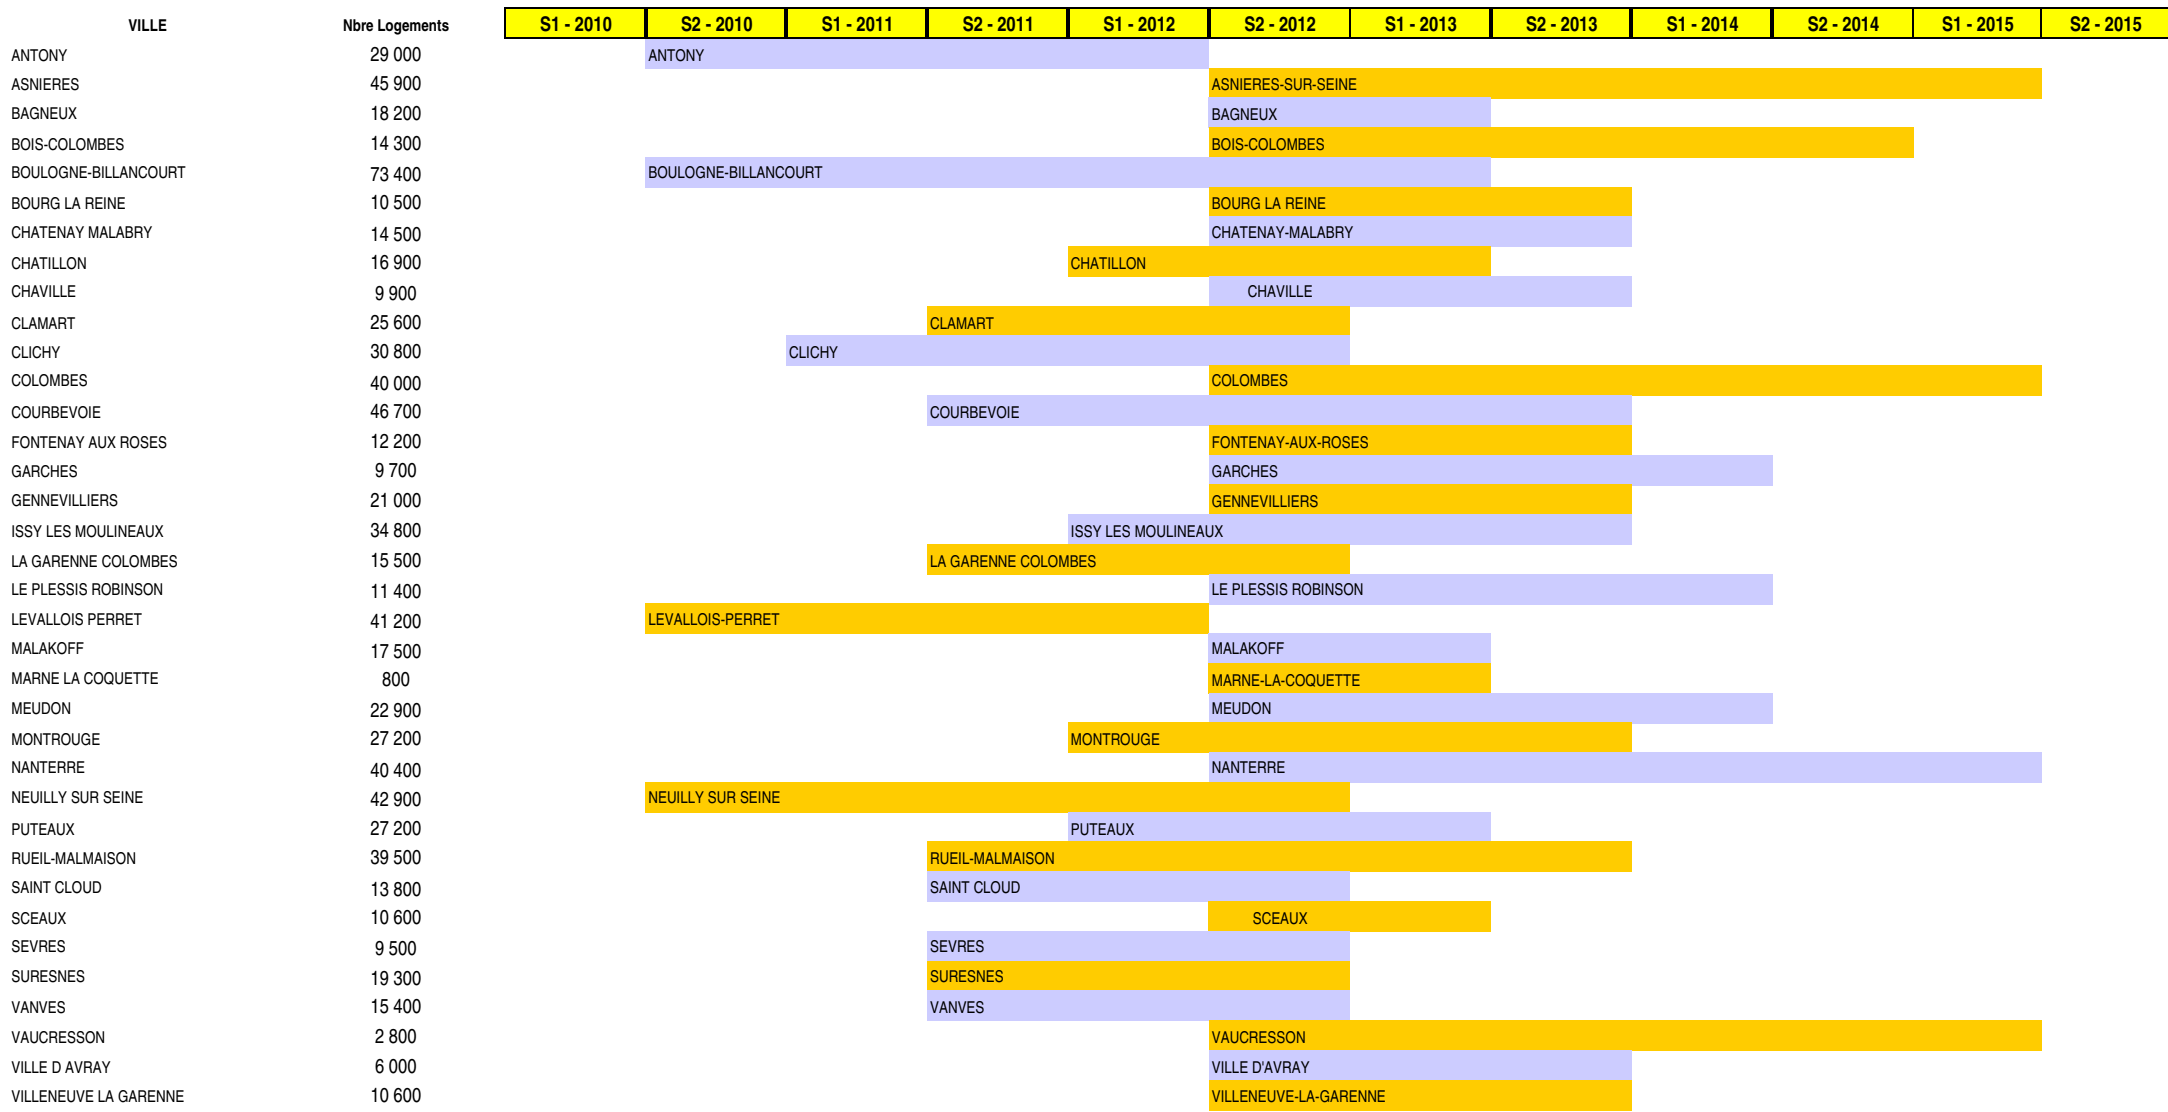 VILLE Nbre Logements S1 - 2010 S2 - 2010 S1 - 2011 S2 - 2011 S1 - 2012 S2 - 2012 S1 - 2013 S2 - 2013 S1 - 2014 S2 - 2014 S1 - 2015 S2 - 2015
ANTONY 29 000 ANTONY
ASNIERES 45 900 ASNIERES-SUR-SEINE
BAGNEUX 18 200 BAGNEUX
BOIS-COLOMBES 14 300 BOIS-COLOMBES
BOULOGNE-BILLANCOURT 73 400 BOULOGNE-BILLANCOURT
BOURG LA REINE 10 500 BOURG LA REINE
CHATENAY MALABRY 14 500 CHATENAY-MALABRY
CHATILLON 16 900 CHATILLON
CHAVILLE 9 900 CHAVILLE
CLAMART 25 600 CLAMART
CLICHY 30 800 CLICHY
COLOMBES 40 000 COLOMBES
COURBEVOIE 46 700 COURBEVOIE
FONTENAY AUX ROSES 12 200 FONTENAY-AUX-ROSES
GARCHES 9 700 GARCHES
GENNEVILLIERS 21 000 GENNEVILLIERS
ISSY LES MOULINEAUX 34 800 ISSY LES MOULINEAUX
LA GARENNE COLOMBES 15 500 LA GARENNE COLOMBES
LE PLESSIS ROBINSON 11 400 LE PLESSIS ROBINSON
LEVALLOIS PERRET 41 200 LEVALLOIS-PERRET
MALAKOFF 17 500 MALAKOFF
MARNE LA COQUETTE 800 MARNE-LA-COQUETTE
MEUDON 22 900 MEUDON
MONTROUGE 27 200 MONTROUGE
NANTERRE 40 400 NANTERRE
NEUILLY SUR SEINE 42 900 NEUILLY SUR SEINE
PUTEAUX 27 200 PUTEAUX
RUEIL-MALMAISON 39 500 RUEIL-MALMAISON
SAINT CLOUD 13 800 SAINT CLOUD
SCEAUX 10 600 SCEAUX
SEVRES 9 500 SEVRES
SURESNES 19 300 SURESNES
VANVES 15 400 VANVES
VAUCRESSON 2 800 VAUCRESSON
VILLE D AVRAY 6 000 VILLE D'AVRAY
VILLENEUVE LA GARENNE 10 600 VILLENEUVE-LA-GARENNE